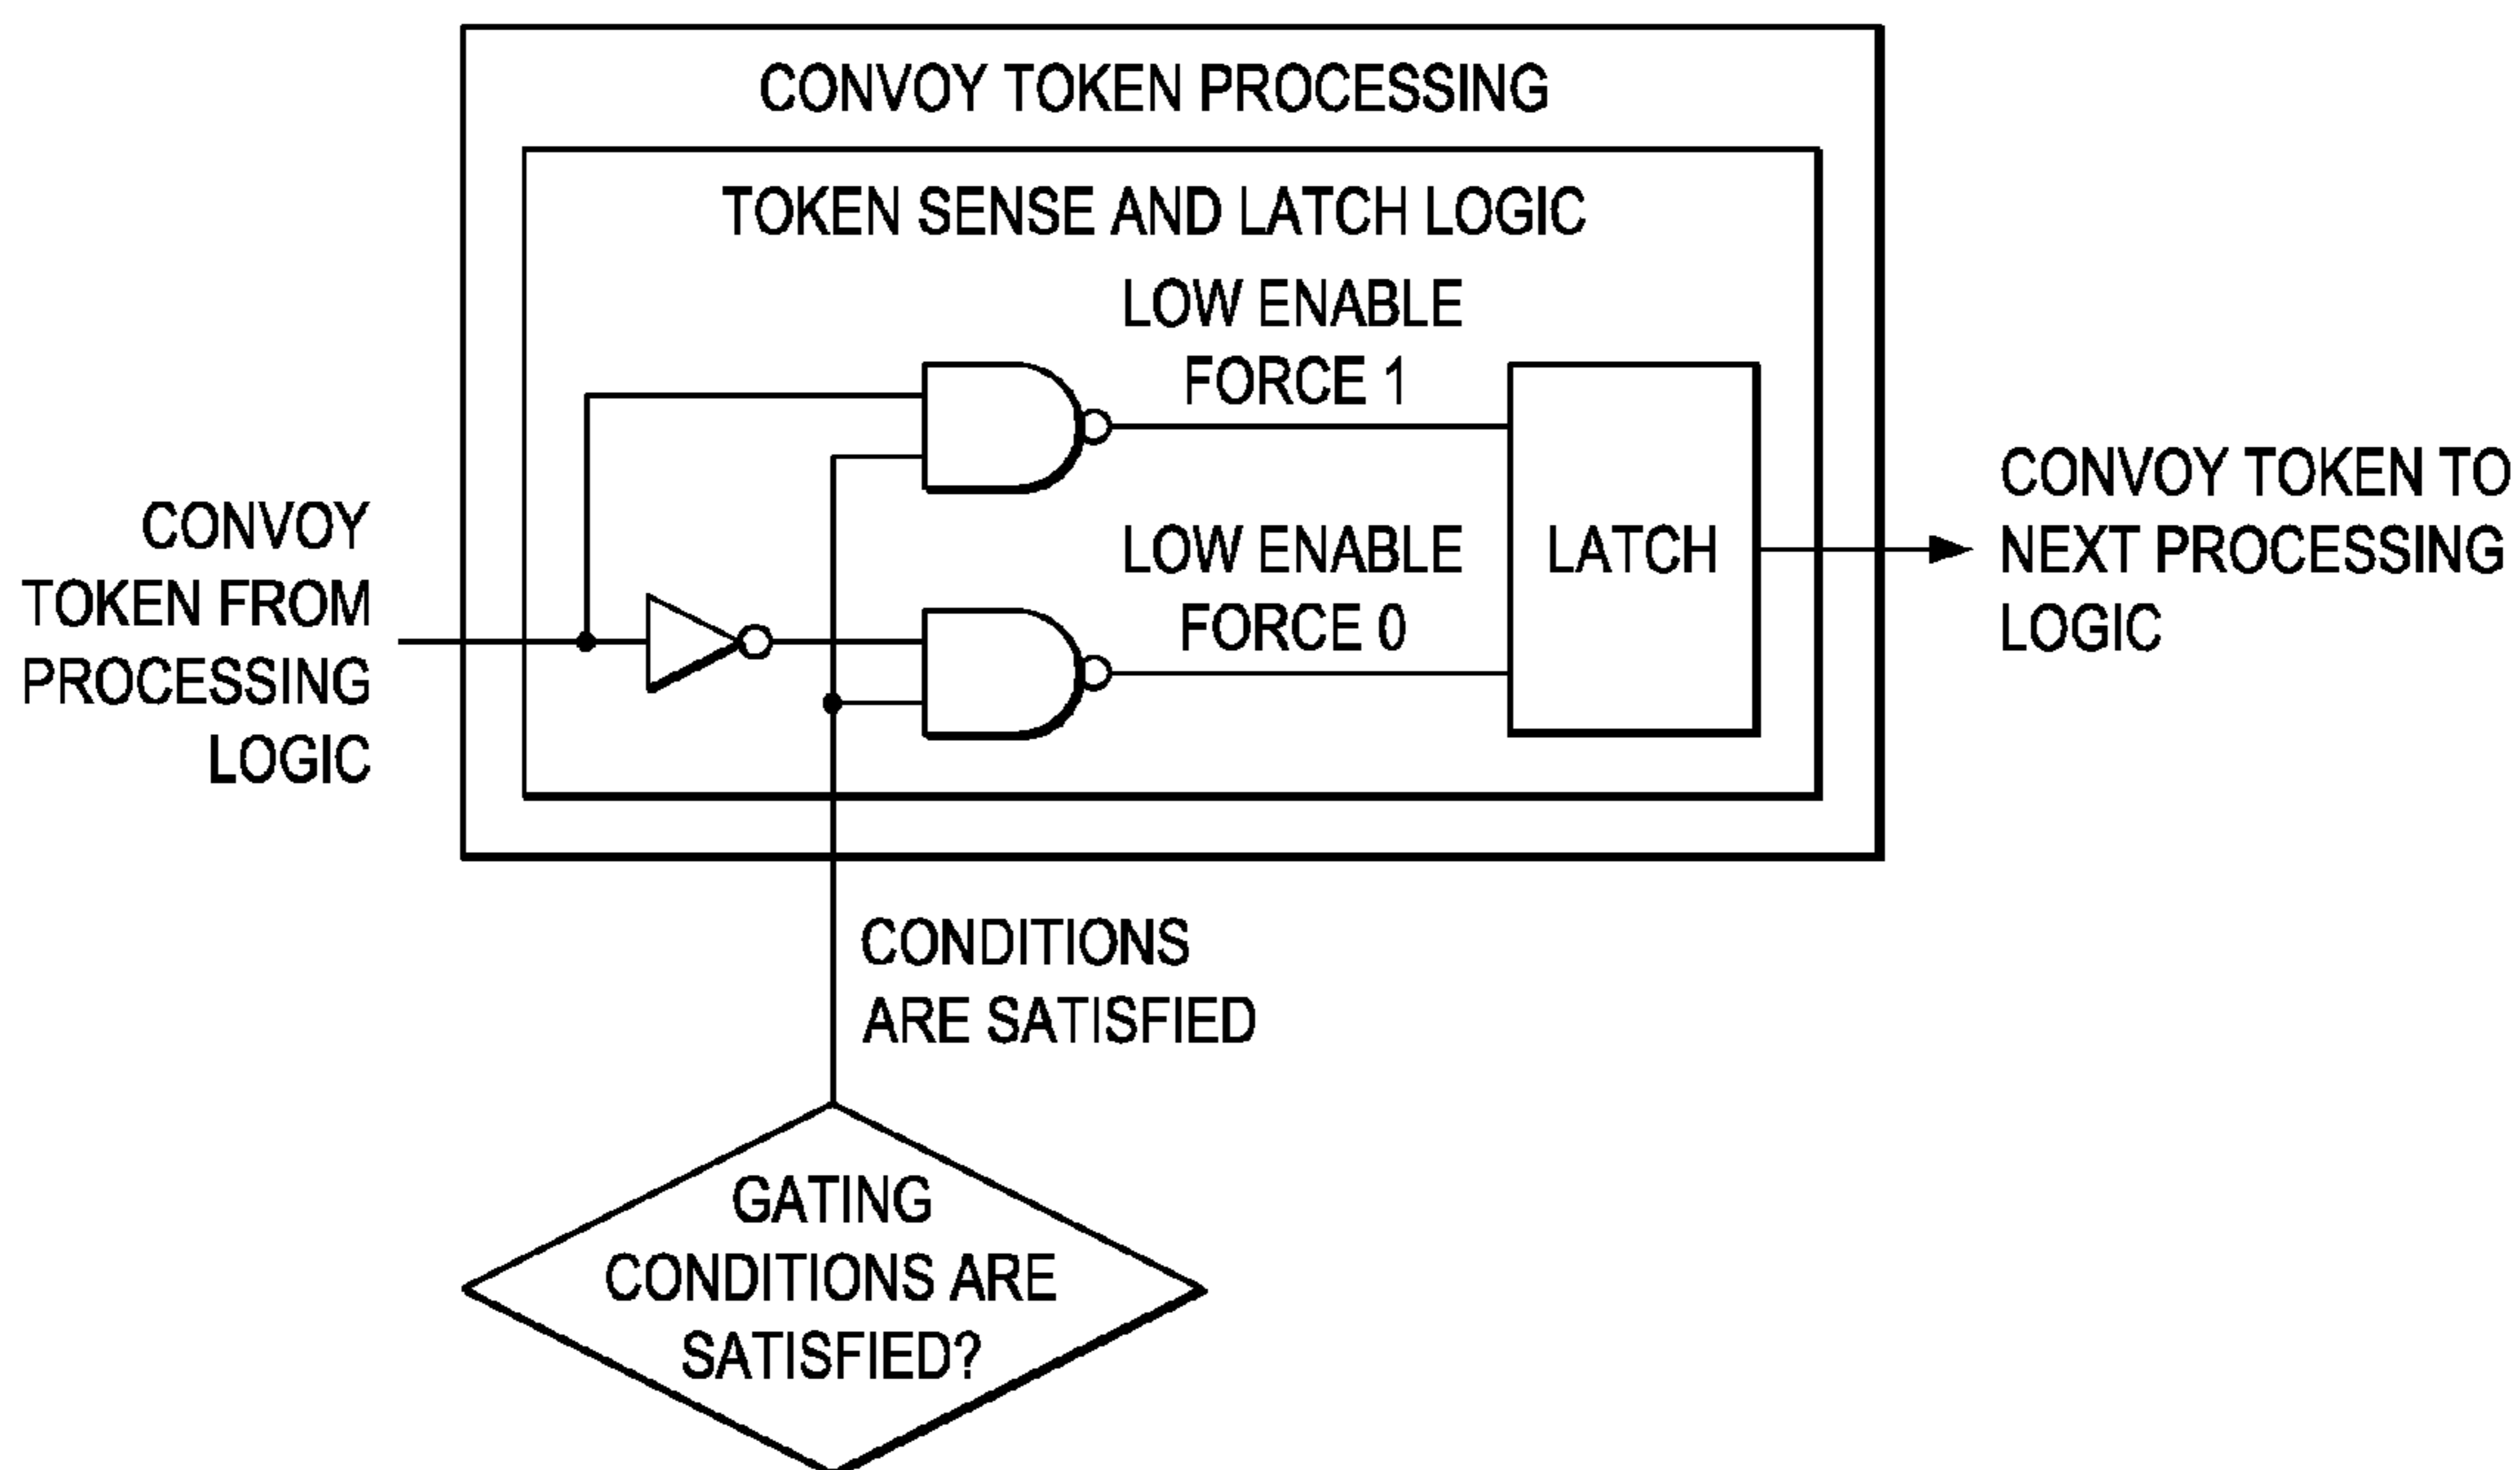 CONVOY TOKEN PROCESSING
TOKEN SENSE AND LATCH LOGIC
LOW ENABLE
FORCE 1
CONVOY
TOKEN FROM
PROCESSING
LOGIC
LOW ENABLE
FORCE 0
LATCH
CONVOY TOKEN TO
NEXT PROCESSING
LOGIC
CONDITIONS
ARE SATISFIED
GATING
CONDITIONS ARE
SATISFIED?